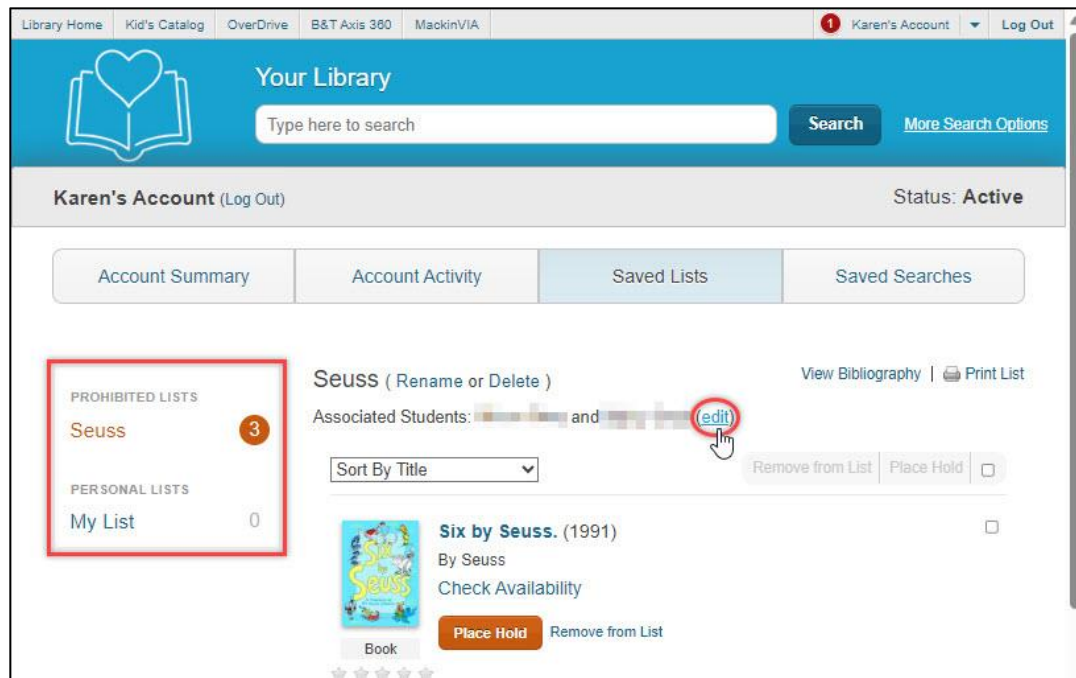 Library Home Kid's Catalog OverDrive B&T Axis 360 MackinVIA 1 Karen's Account Log Out
Your Library
Type here to search Search More Search Options
Karen's Account (Log Out) Status: Active
Account Summary Account Activity Saved Lists Saved Searches
PROHIBITED LISTS
Seuss 3
PERSONAL LISTS
My List 0
Seuss ( Rename or Delete ) View Bibliography | Print List
Associated Students: and (edit)
Sort By Title Remove from List Place Hold
Six by Seuss. (1991)
By Seuss
Check Availability
Place Hold Remove from List
Six by Seuss
Book